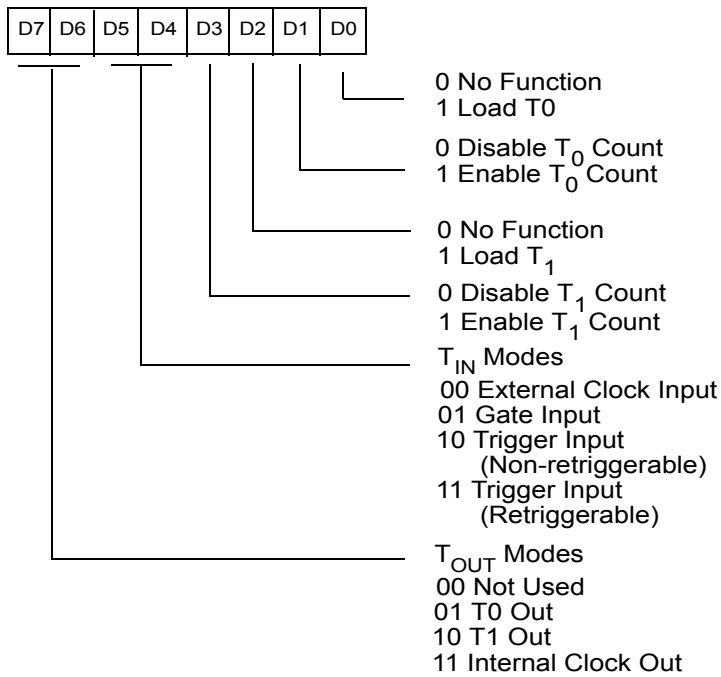 D7 D6 D5 D4 D3 D2 D1 D0
0 No Function
1 Load T0
0 Disable T0 Count
1 Enable T0 Count
0 No Function
1 Load T1
0 Disable T1 Count
1 Enable T1 Count
TIN Modes
00 External Clock Input
01 Gate Input
10 Trigger Input
(Non-retriggerable)
11 Trigger Input
(Retriggerable)
TOUT Modes
00 Not Used
01 T0 Out
10 T1 Out
11 Internal Clock Out